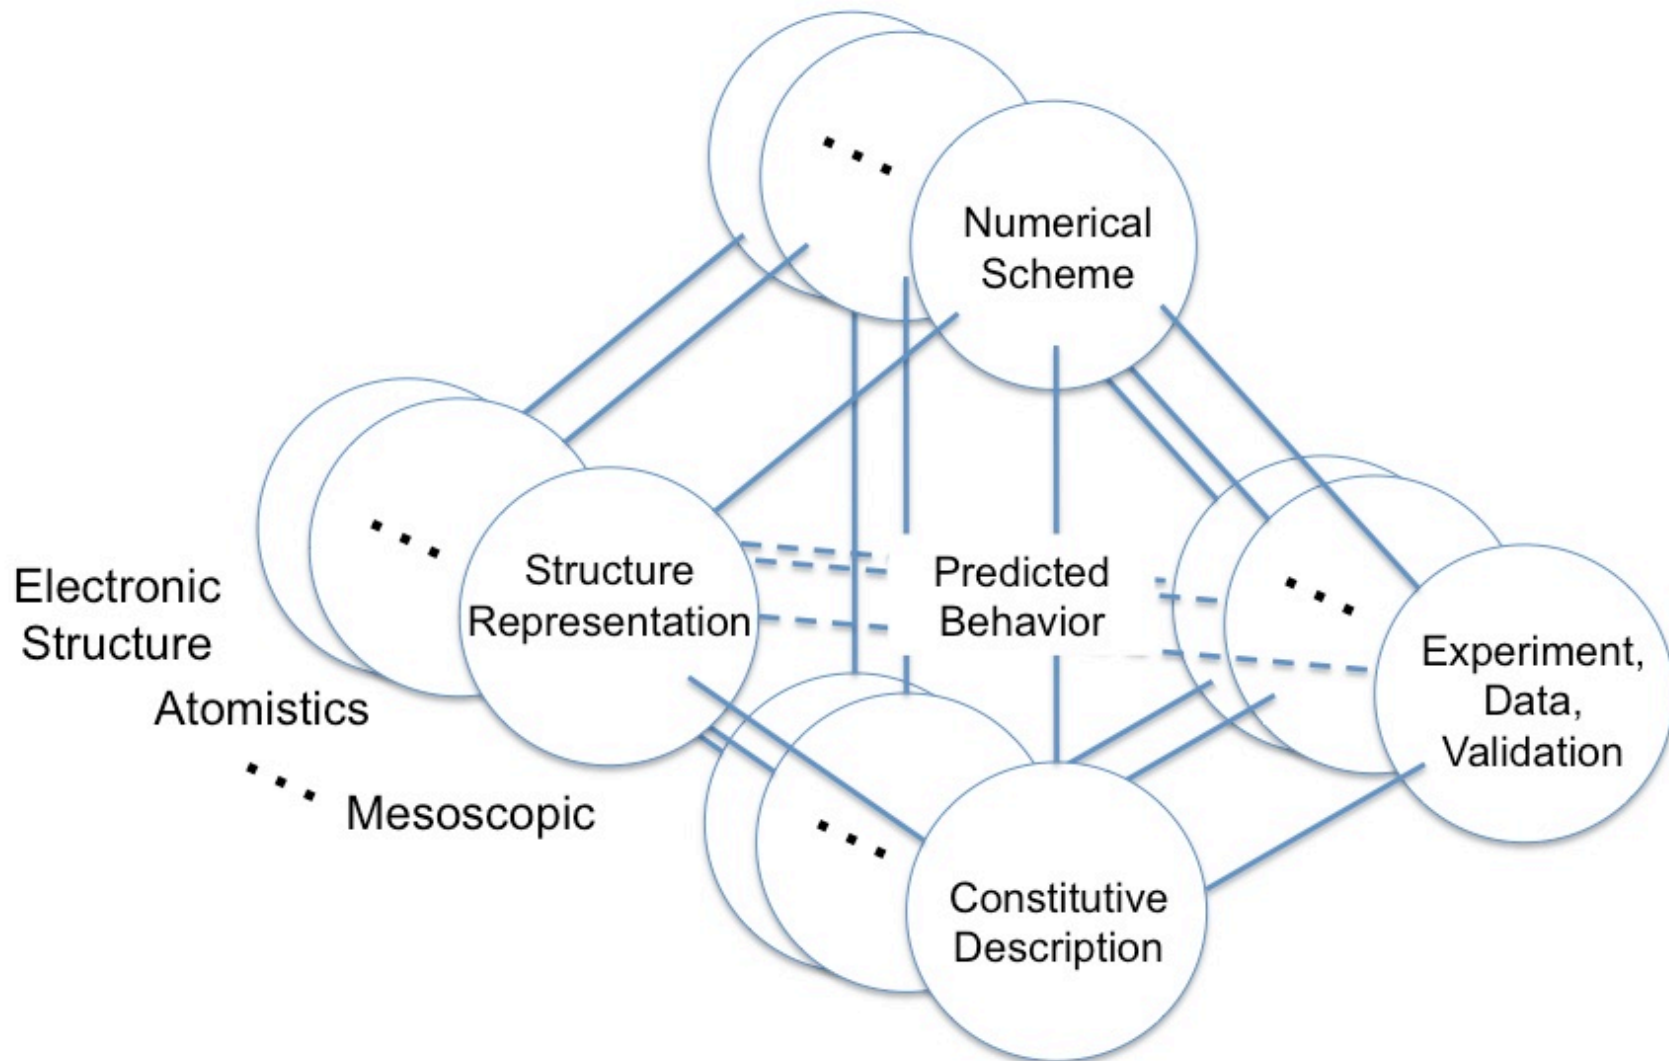 Numerical
Scheme
Structure
Representation
Predicted
Behavior
Electronic
Structure
Atomistics
Mesoscopic
Experiment,
Data,
Validation
Constitutive
Description